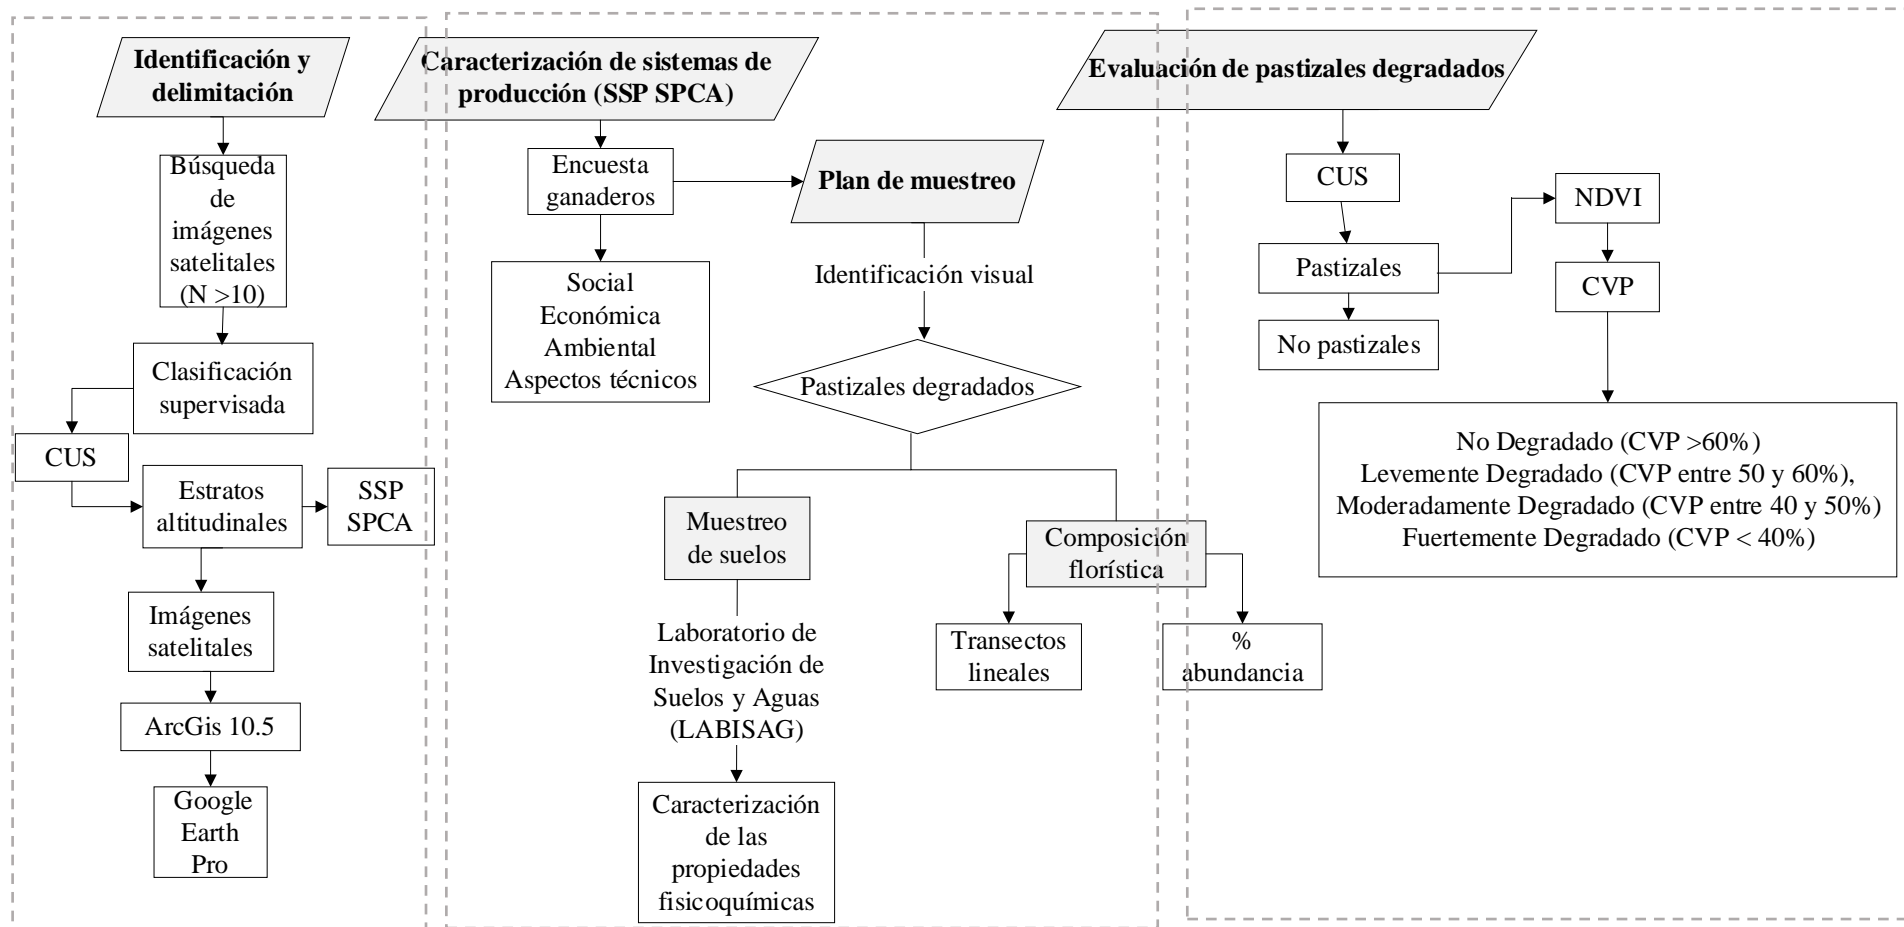 Identificación y
delimitación
Búsqueda
de
imágenes
satelitales
(N >10)
Clasificación
supervisada
CUS
Estratos
altitudinales
SSP
SPCA
Imágenes
satelitales
ArcGis 10.5
Google
Earth
Pro
Caracterización de sistemas de
producción (SSP SPCA)
Encuesta
ganaderos
Social
Económica
Ambiental
Aspectos técnicos
Plan de muestreo
Identificación visual
Pastizales degradados
Muestreo
de suelos
Laboratorio de
Investigación de
Suelos y Aguas
(LABISAG)
Caracterización
de las
propiedades
fisicoquímicas
Composición
florística
Transectos
lineales
%
abundancia
Evaluación de pastizales degradados
CUS
Pastizales
No pastizales
NDVI
CVP
No Degradado (CVP >60%)
Levemente Degradado (CVP entre 50 y 60%),
Moderadamente Degradado (CVP entre 40 y 50%)
Fuertemente Degradado (CVP < 40%)